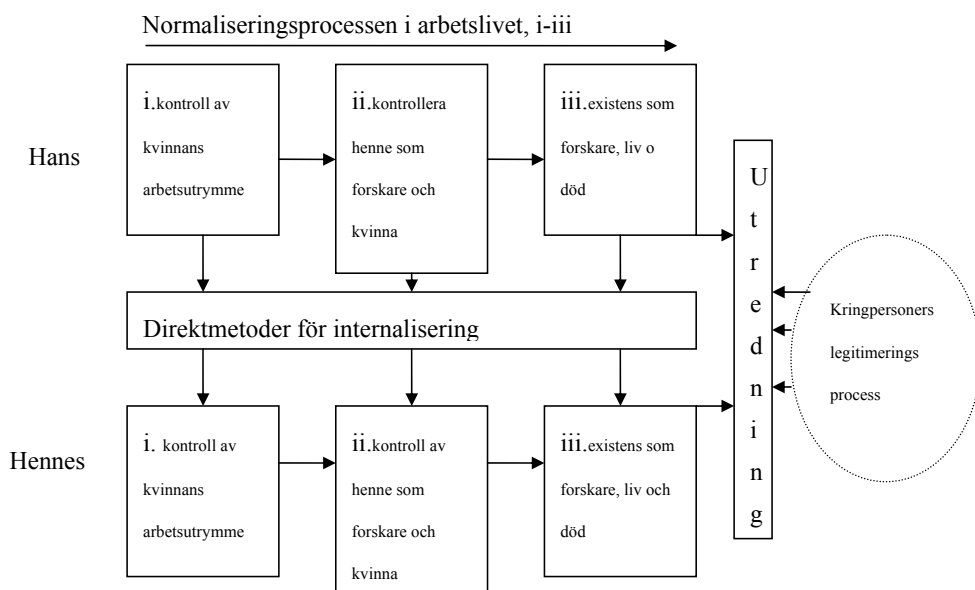 Normaliseringsprocessen i arbetslivet, i-iii
Hans
i.kontroll av
kvinnans
arbetsutrymme
ii.kontrollera
henne som
forskare och
kvinna
iii.existens som
forskare, liv o
död
Direktmetoder för internalisering
Hennes
i. kontroll av
kvinnans
arbetsutrymme
ii.kontroll av
henne som
forskare och
kvinna
iii.existens som
forskare, liv och
död
U
t
r
e
d
n
i
n
g
Kringpersoners
legitimerings
process